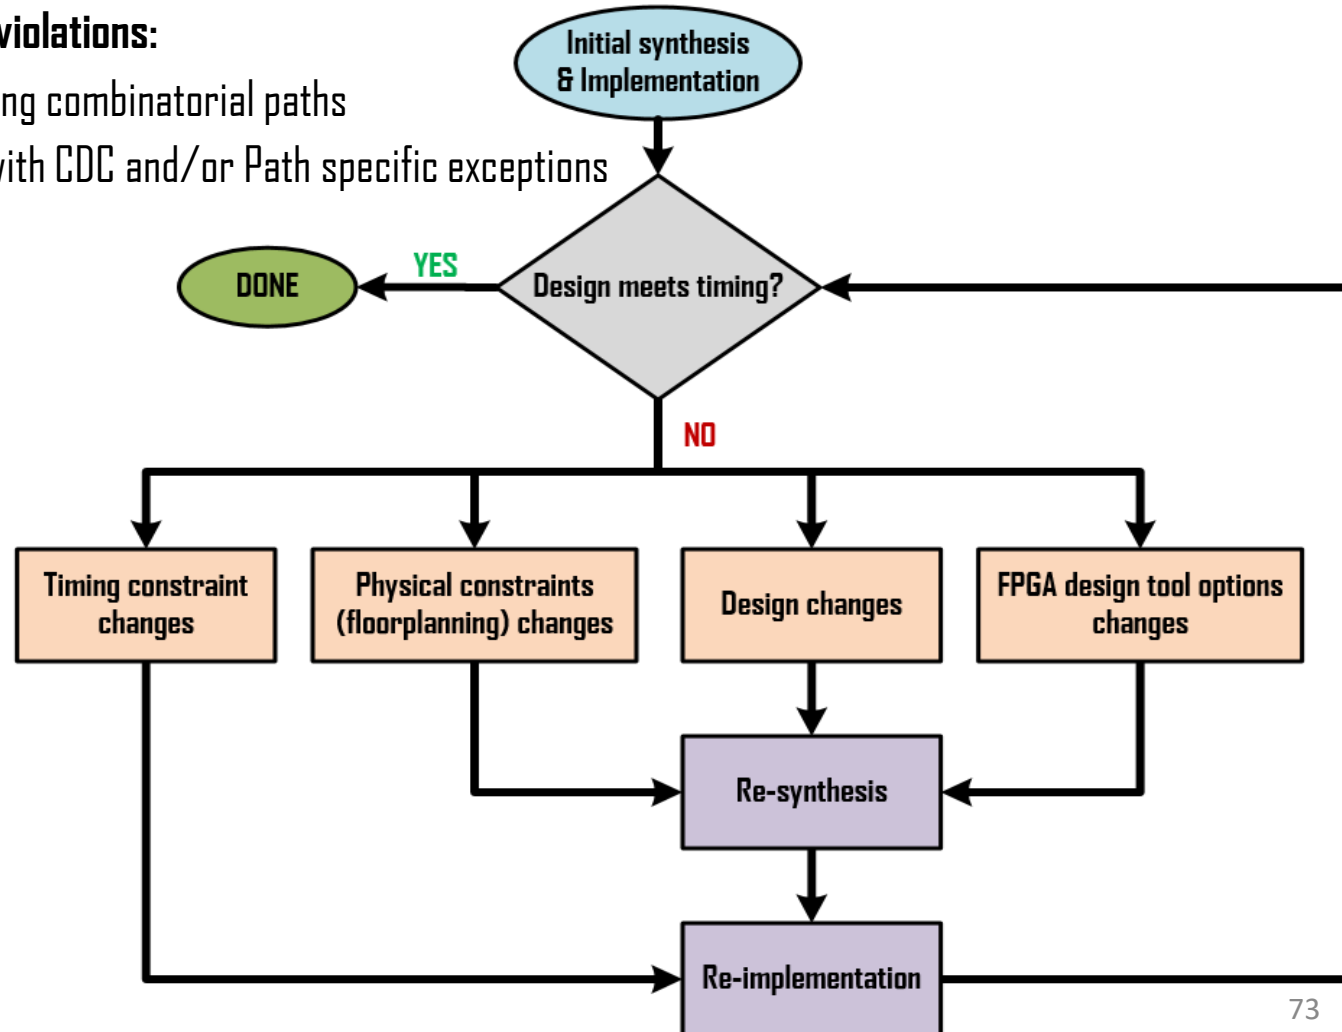 violations:
ng combinatorial paths
with CDC and/or Path specific exceptions
Initial synthesis
& Implementation
Design meets timing?
YES
DONE
NO
Timing constraint
changes
Physical constraints
(floorplanning) changes
Design changes
FPGA design tool options
changes
Re-synthesis
Re-implementation
73